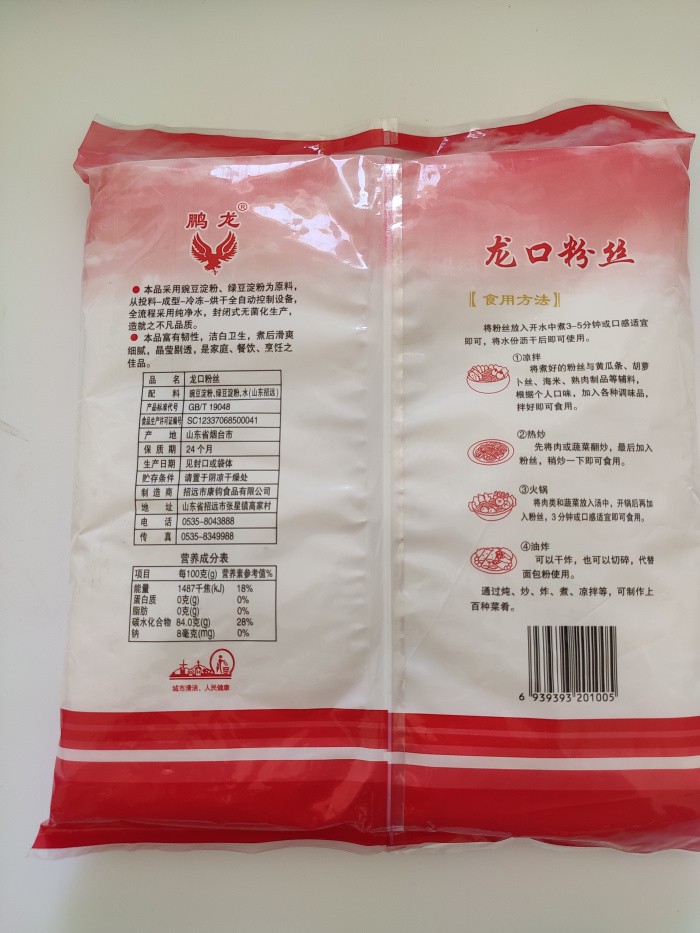 鹏龙®
●本品采用豌豆淀粉、绿豆淀粉为原料，
从投料–成型–冷冻–烘干全自动控制设备，
全流程采用纯净水，封闭式无菌化生产，
造就之不凡品质。
●本品富有韧性，洁白卫生，煮后滑爽
细腻，晶莹剔透，是家庭、餐饮、烹饪之
佳品。
品 名 龙口粉丝
配 料 豌豆淀粉,绿豆淀粉,水(山东招远)
产品标准代号 GB/T 19048
食品生产许可证编号 SC12337068500041
产 地 山东省烟台市
保质期 24个月
生产日期 见封口或袋体
贮存条件 请置于阴凉干燥处
制造商 招远市康钧食品有限公司
地 址 山东省招远市张星镇高家村
电 话 0535-8043888
传 真 0535-8349988
营养成分表
项目 每100克(g) 营养素参考值%
能量 1487千焦(kJ) 18%
蛋白质 0克(g) 0%
脂肪 0克(g) 0%
碳水化合物 84.0克(g) 28%
钠 8毫克(mg) 0%
城市清洁，人民健康
龙口粉丝
【食用方法】
将粉丝放入开水中煮3-5分钟或口感适宜
即可，将水份沥干后即可使用。
①凉拌
将煮好的粉丝与黄瓜条、胡萝
卜丝、海米、熟肉制品等辅料，
根据个人口味，加入各种调味品，
拌好即可食用。
②热炒
先将肉或蔬菜翻炒，最后加入
粉丝，稍炒一下即可食用。
③火锅
将肉类和蔬菜放入汤中，开锅后再加
入粉丝，3分钟或口感适宜即可食用。
④油炸
可以干炸，也可以切碎，代替
面包粉使用。
通过炖、炒、炸、煮、凉拌等，可制作上
百种菜肴。
6 939393 201005